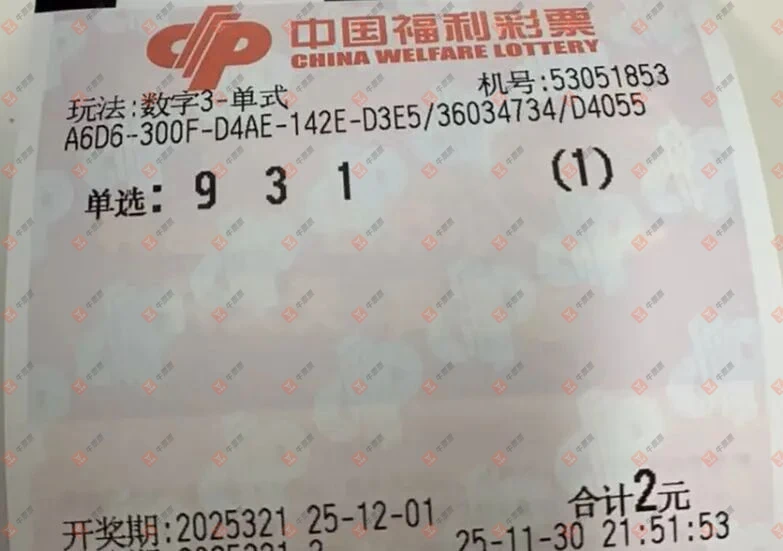 中国福利彩票
CHINA WELFARE LOTTERY
玩法:数字3-单式 机号:53051853
A6D6-300F-D4AE-142E-D3E5/36034734/D4055
单选: 9 3 1 (1)
合计2元
开奖期:2025321 25-12-01 25-11-30 21:51:53